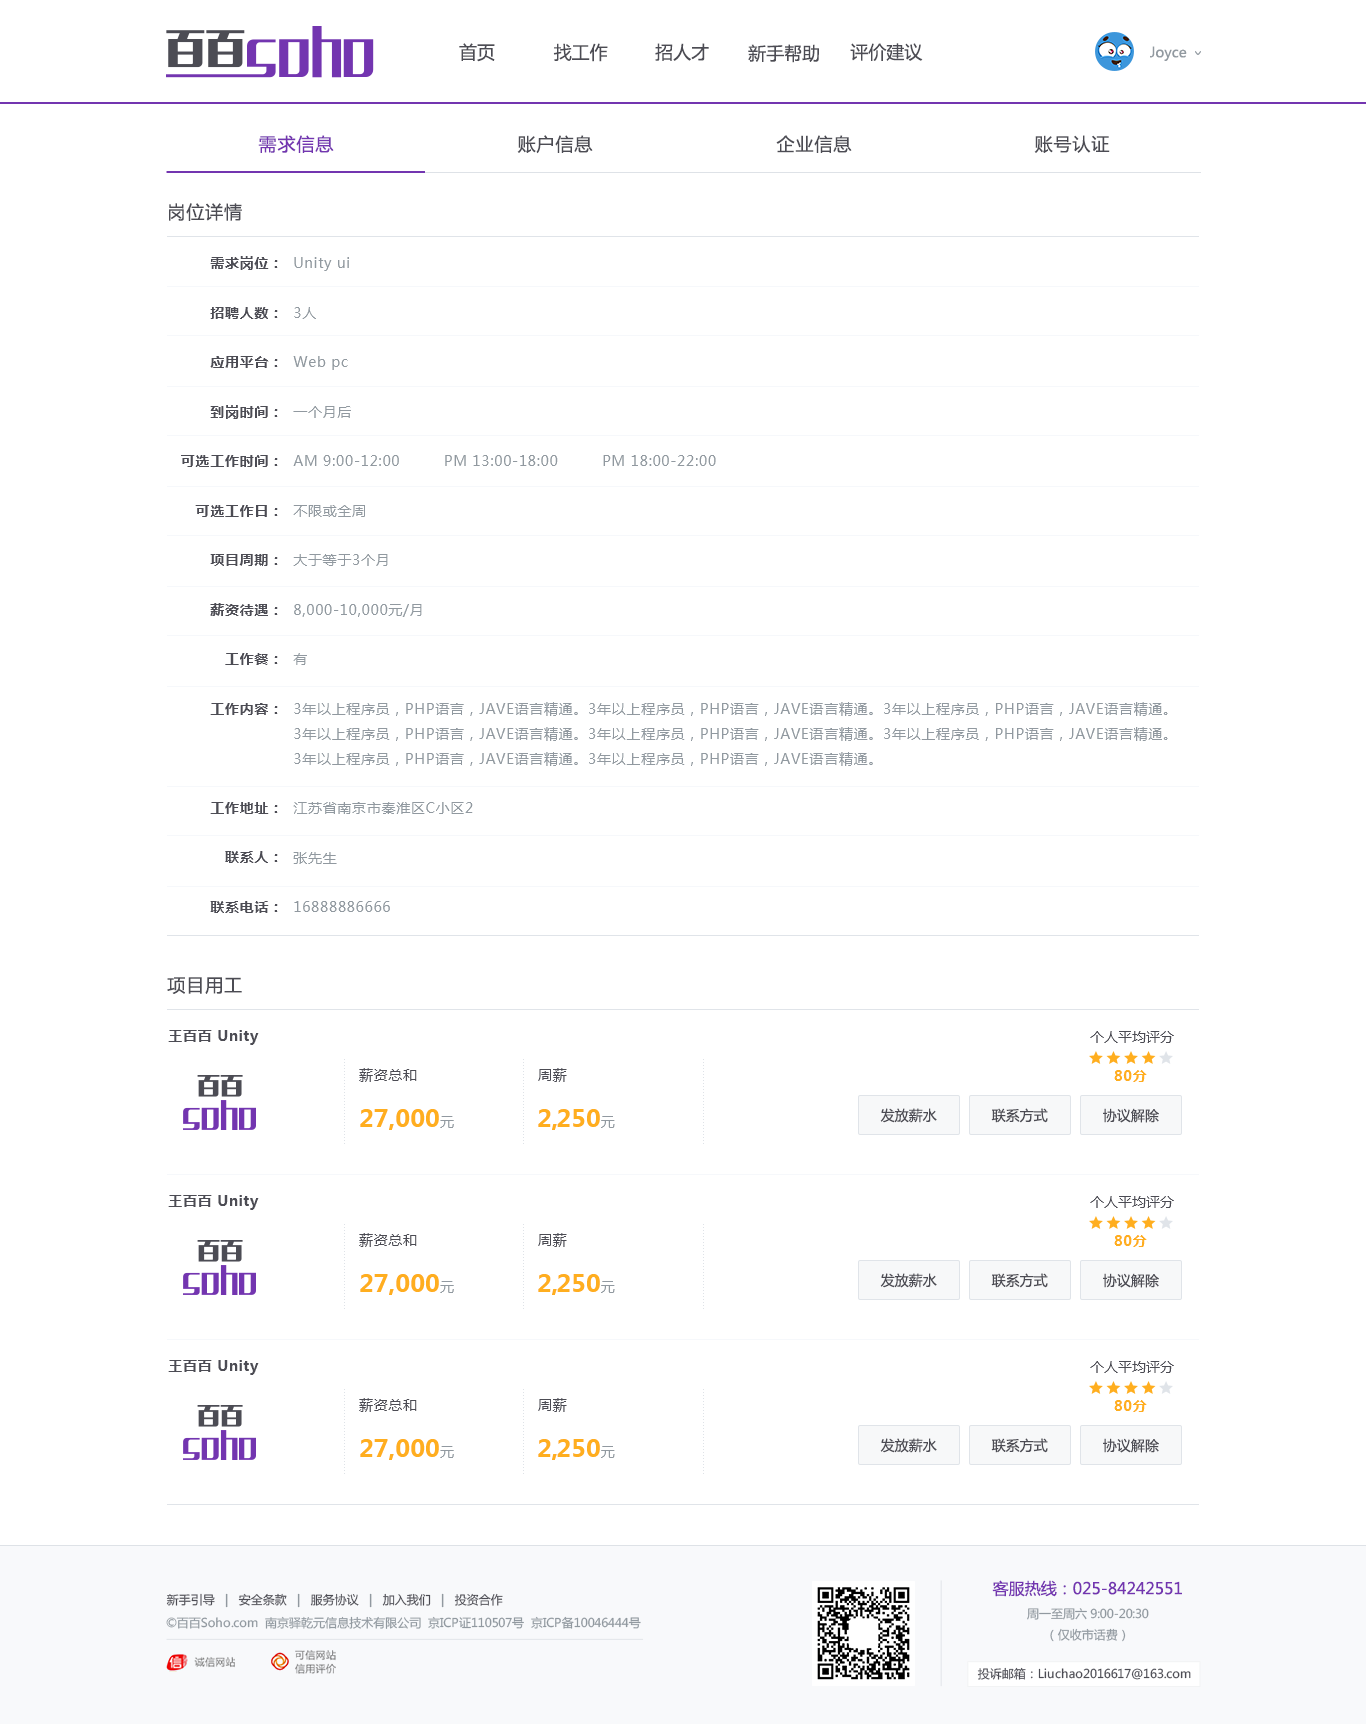 百百soho
首页 找工作 招人才 新手帮助 评价建议 Joyce
需求信息 账户信息 企业信息 账号认证
岗位详情
需求岗位： Unity ui
招聘人数： 3人
应用平台： Web pc
到岗时间： 一个月后
可选工作时间： AM 9:00-12:00 PM 13:00-18:00 PM 18:00-22:00
可选工作日： 不限或全周
项目周期： 大于等于3个月
薪资待遇： 8,000-10,000元/月
工作餐： 有
工作内容： 3年以上程序员，PHP语言，JAVE语言精通。3年以上程序员，PHP语言，JAVE语言精通。3年以上程序员，PHP语言，JAVE语言精通。
3年以上程序员，PHP语言，JAVE语言精通。3年以上程序员，PHP语言，JAVE语言精通。3年以上程序员，PHP语言，JAVE语言精通。
3年以上程序员，PHP语言，JAVE语言精通。3年以上程序员，PHP语言，JAVE语言精通。
工作地址： 江苏省南京市秦淮区C小区2
联系人： 张先生
联系电话： 16888886666
项目用工
王百百 Unity
个人平均评分
80分
百百
soho
薪资总和 周薪
27,000元 2,250元
发放薪水 联系方式 协议解除
王百百 Unity
个人平均评分
80分
百百
soho
薪资总和 周薪
27,000元 2,250元
发放薪水 联系方式 协议解除
王百百 Unity
个人平均评分
80分
百百
soho
薪资总和 周薪
27,000元 2,250元
发放薪水 联系方式 协议解除
新手引导 | 安全条款 | 服务协议 | 加入我们 | 投资合作
©百百Soho.com 南京驿乾元信息技术有限公司 京ICP证110507号 京ICP备10046444号
信 诚信网站
可信网站
信用评价
客服热线：025-84242551
周一至周六 9:00-20:30
（仅收市话费）
投诉邮箱：Liuchao2016617@163.com